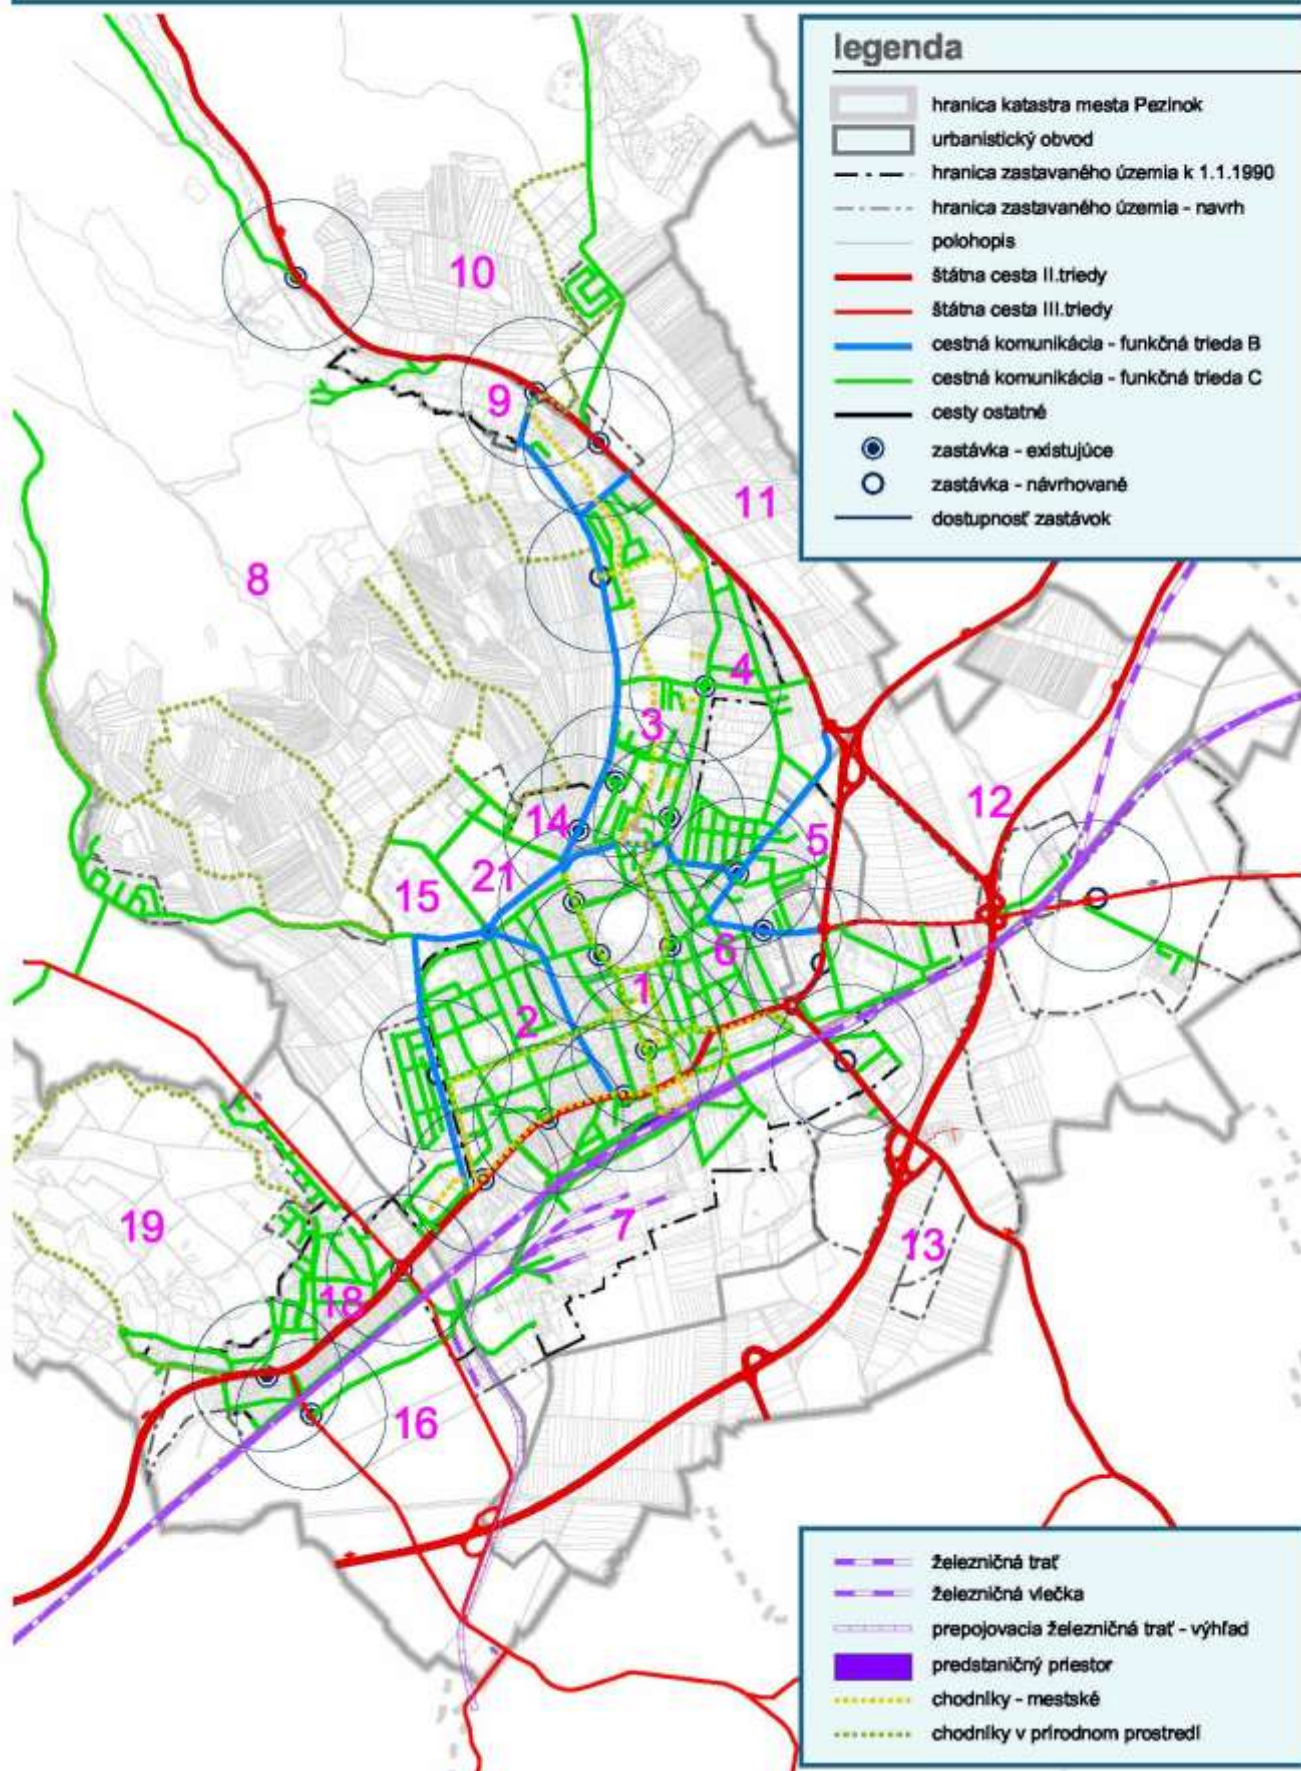 legenda
hranica katastra mesta Pezinok
urbanistický obvod
hranica zastavaného územia k 1.1.1990
hranica zastavaného územia - navrh
polohopis
štátna cesta II.triedy
štátna cesta III.triedy
cestná komunikácia - funkčná trieda B
cestná komunikácia - funkčná trieda C
cesty ostatné
zastávka - existujúce
zastávka - návrhované
dostupnosť zastávok
10
9
11
8
4
3
12
14
5
21
15
6
1
2
19
7
13
18
16
železničná trať
železničná vlečka
prepojovacia železničná trať - výhľad
predstaničný priestor
chodníky - mestské
chodníky v prírodnom prostredí